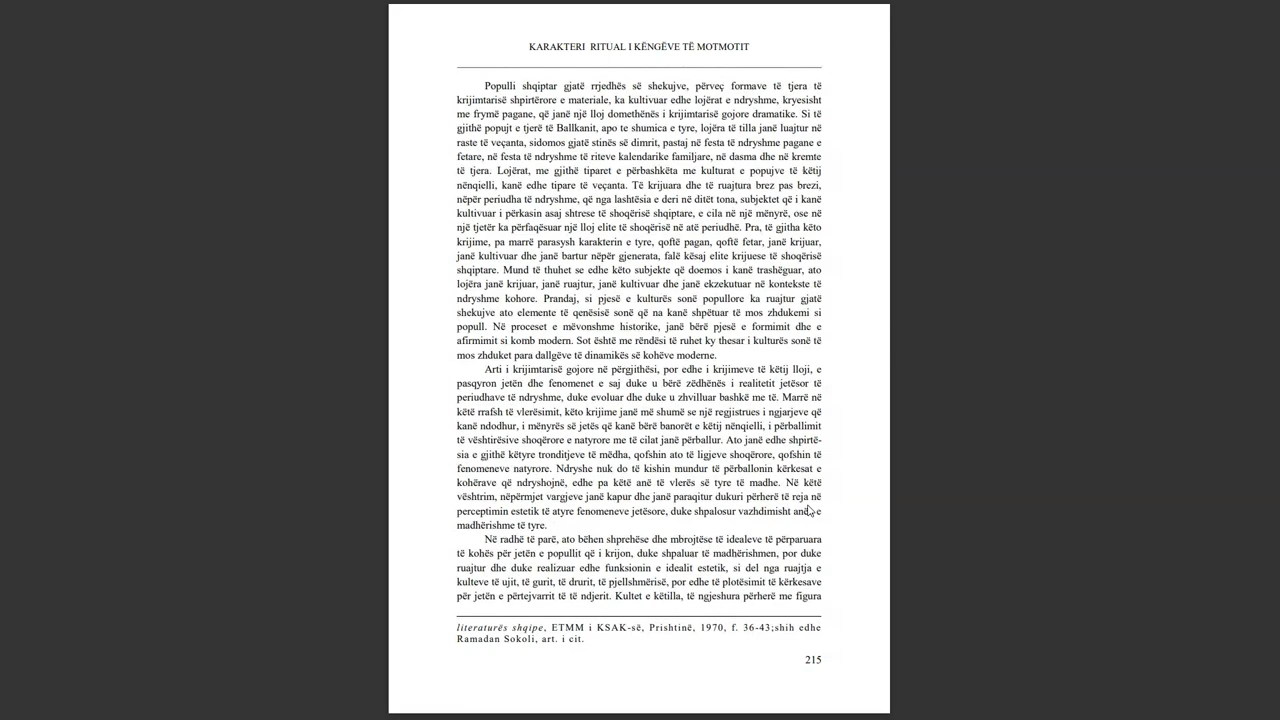 KARAKTERI RITUAL I KËNGËVE TË MOTMOTIT
Populli shqiptar gjatë rrjedhës së shekujve, përveç formave të tjera të
krijimtarisë shpirtërore e materiale, ka kultivuar edhe lojërat e ndryshme, kryesisht
me frymë pagane, që janë një lloj domethënës i krijimtarisë gojore dramatike. Si të
gjithë popujt e tjerë të Ballkanit, apo te shumica e tyre, lojëra të tilla janë luajtur në
raste të veçanta, sidomos gjatë stinës së dimrit, pastaj në festa të ndryshme pagane e
fetare, në festa të ndryshme të riteve kalendarike familjare, në dasma dhe në kremte
të tjera. Lojërat, me gjithë tiparet e përbashkëta me kulturat e popujve të këtij
nënqielli, kanë edhe tipare të veçanta. Të krijuara dhe të ruajtura brez pas brezi,
nëpër periudha të ndryshme, që nga lashtësia e deri në ditët tona, subjektet që i kanë
kultivuar i përkasin asaj shtrese të shoqërisë shqiptare, e cila në një mënyrë, ose në
një tjetër ka përfaqësuar një lloj elite të shoqërisë në atë periudhë. Pra, të gjitha këto
krijime, pa marrë parasysh karakterin e tyre, qoftë pagan, qoftë fetar, janë krijuar,
janë kultivuar dhe janë bartur nëpër gjenerata, falë kësaj elite krijuese të shoqërisë
shqiptare. Mund të thuhet se edhe këto subjekte që doemos i kanë trashëguar, ato
lojëra janë krijuar, janë ruajtur, janë kultivuar dhe janë ekzekutuar në kontekste të
ndryshme kohore. Prandaj, si pjesë e kulturës sonë popullore ka ruajtur gjatë
shekujve ato elemente të qenësisë sonë që na kanë shpëtuar të mos zhdukemi si
popull. Në proceset e mëvonshme historike, janë bërë pjesë e formimit dhe e
afirmimit si komb modern. Sot është me rëndësi të ruhet ky thesar i kulturës sonë të
mos zhduket para dallgëve të dinamikës së kohëve moderne.
Arti i krijimtarisë gojore në përgjithësi, por edhe i krijimeve të këtij lloji, e
pasqyron jetën dhe fenomenet e saj duke u bërë zëdhënës i realitetit jetësor të
periudhave të ndryshme, duke evoluar dhe duke u zhvilluar bashkë me të. Marrë në
këtë rrafsh të vlerësimit, këto krijime janë më shumë se një regjistrues i ngjarjeve që
kanë ndodhur, i mënyrës së jetës që kanë bërë banorët e këtij nënqielli, i përballimit
të vështirësive shoqërore e natyrore me të cilat janë përballur. Ato janë edhe shpirtë-
sia e gjithë këtyre tronditjeve të mëdha, qofshin ato të ligjeve shoqërore, qofshin të
fenomeneve natyrore. Ndryshe nuk do të kishin mundur të përballonin kërkesat e
kohërave që ndryshojnë, edhe pa këtë anë të vlerës së tyre të madhe. Në këtë
vështrim, nëpërmjet vargjeve janë kapur dhe janë paraqitur dukuri përherë të reja në
perceptimin estetik të atyre fenomeneve jetësore, duke shpalosur vazhdimisht anën e
madhërishme të tyre.
Në radhë të parë, ato bëhen shprehëse dhe mbrojtëse të idealeve të përparuara
të kohës për jetën e popullit që i krijon, duke shpaluar të madhërishmen, por duke
ruajtur dhe duke realizuar edhe funksionin e idealit estetik, si del nga ruajtja e
kulteve të ujit, të gurit, të drurit, të pjellshmërisë, por edhe të plotësimit të kërkesave
për jetën e përtejvarrit të të ndjerit. Kultet e këtilla, të ngjeshura përherë me figura
literaturës shqipe, ETMM i KSAK-së, Prishtinë, 1970, f. 36-43;shih edhe
Ramadan Sokoli, art. i cit.
215